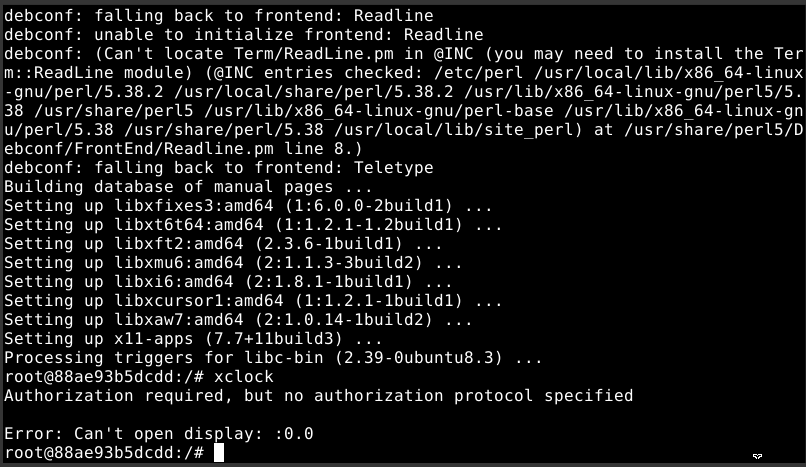 debconf: falling back to frontend: Readline
debconf: unable to initialize frontend: Readline
debconf: (Can't locate Term/ReadLine.pm in @INC (you may need to install the Ter
m::ReadLine module) (@INC entries checked: /etc/perl /usr/local/lib/x86_64-linux
-gnu/perl/5.38.2 /usr/local/share/perl/5.38.2 /usr/lib/x86_64-linux-gnu/perl5/5.
38 /usr/share/perl5 /usr/lib/x86_64-linux-gnu/perl-base /usr/lib/x86_64-linux-gn
u/perl/5.38 /usr/share/perl/5.38 /usr/local/lib/site_perl) at /usr/share/perl5/D
ebconf/FrontEnd/Readline.pm line 8.)
debconf: falling back to frontend: Teletype
Building database of manual pages ...
Setting up libxfixes3:amd64 (1:6.0.0-2build1) ...
Setting up libxt6t64:amd64 (1:1.2.1-1.2build1) ...
Setting up libxft2:amd64 (2.3.6-1build1) ...
Setting up libxmu6:amd64 (2:1.1.3-3build2) ...
Setting up libxi6:amd64 (2:1.8.1-1build1) ...
Setting up libxcursor1:amd64 (1:1.2.1-1build1) ...
Setting up libxaw7:amd64 (2:1.0.14-1build2) ...
Setting up x11-apps (7.7+11build3) ...
Processing triggers for libc-bin (2.39-0ubuntu8.3) ...
root@88ae93b5dcdd:/# xclock
Authorization required, but no authorization protocol specified

Error: Can't open display: :0.0
root@88ae93b5dcdd:/#